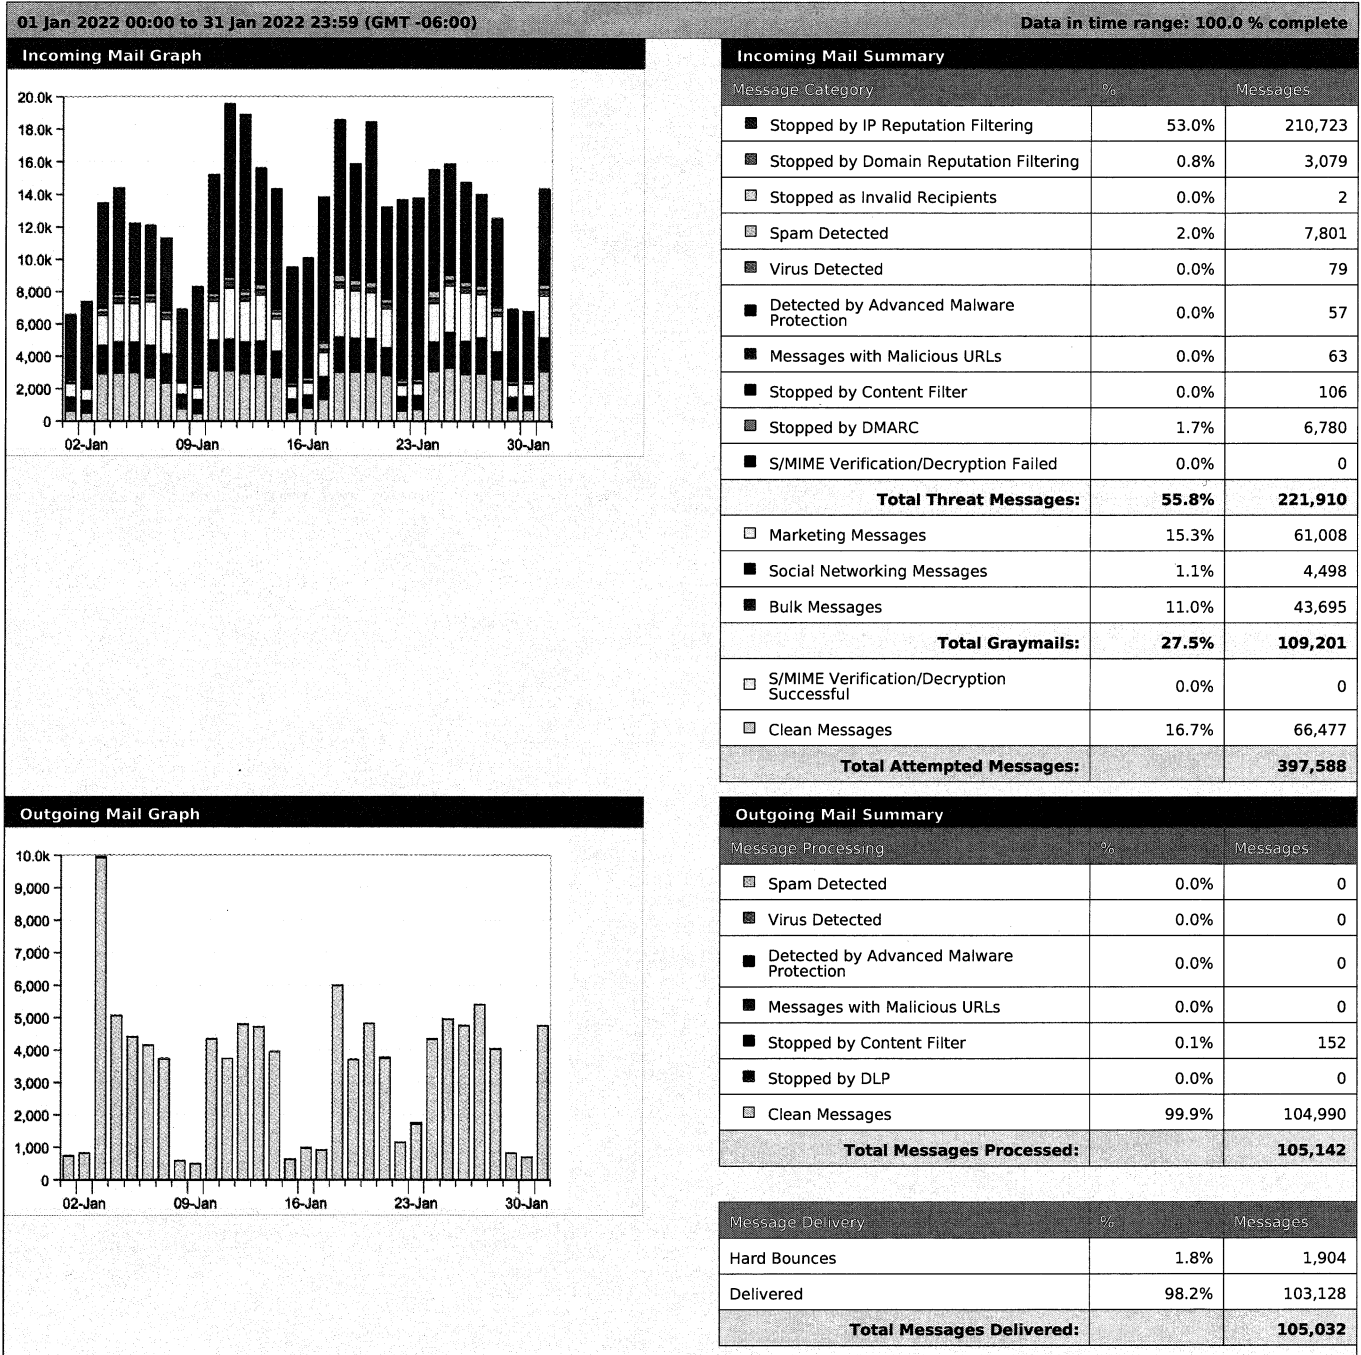 01 Jan 2022 00:00 to 31 Jan 2022 23:59 (GMT -06:00) Data in time range: 100.0 % complete
Incoming Mail Graph
20.0k
18.0k
16.0k
14.0k
12.0k
10.0k
8,000
6,000
4,000
2,000
0
02-Jan 09-Jan 16-Jan 23-Jan 30-Jan
Incoming Mail Summary
Message Category % Messages
Stopped by IP Reputation Filtering 53.0% 210,723
Stopped by Domain Reputation Filtering 0.8% 3,079
Stopped as Invalid Recipients 0.0% 2
Spam Detected 2.0% 7,801
Virus Detected 0.0% 79
Detected by Advanced Malware
Protection 0.0% 57
Messages with Malicious URLs 0.0% 63
Stopped by Content Filter 0.0% 106
Stopped by DMARC 1.7% 6,780
S/MIME Verification/Decryption Failed 0.0% 0
Total Threat Messages: 55.8% 221,910
Marketing Messages 15.3% 61,008
Social Networking Messages 1.1% 4,498
Bulk Messages 11.0% 43,695
Total Graymails: 27.5% 109,201
S/MIME Verification/Decryption
Successful 0.0% 0
Clean Messages 16.7% 66,477
Total Attempted Messages: 397,588
Outgoing Mail Graph
10.0k
9,000
8,000
7,000
6,000
5,000
4,000
3,000
2,000
1,000
0
02-Jan 09-Jan 16-Jan 23-Jan 30-Jan
Outgoing Mail Summary
Message Processing % Messages
Spam Detected 0.0% 0
Virus Detected 0.0% 0
Detected by Advanced Malware
Protection 0.0% 0
Messages with Malicious URLs 0.0% 0
Stopped by Content Filter 0.1% 152
Stopped by DLP 0.0% 0
Clean Messages 99.9% 104,990
Total Messages Processed: 105,142
Message Delivery % Messages
Hard Bounces 1.8% 1,904
Delivered 98.2% 103,128
Total Messages Delivered: 105,032